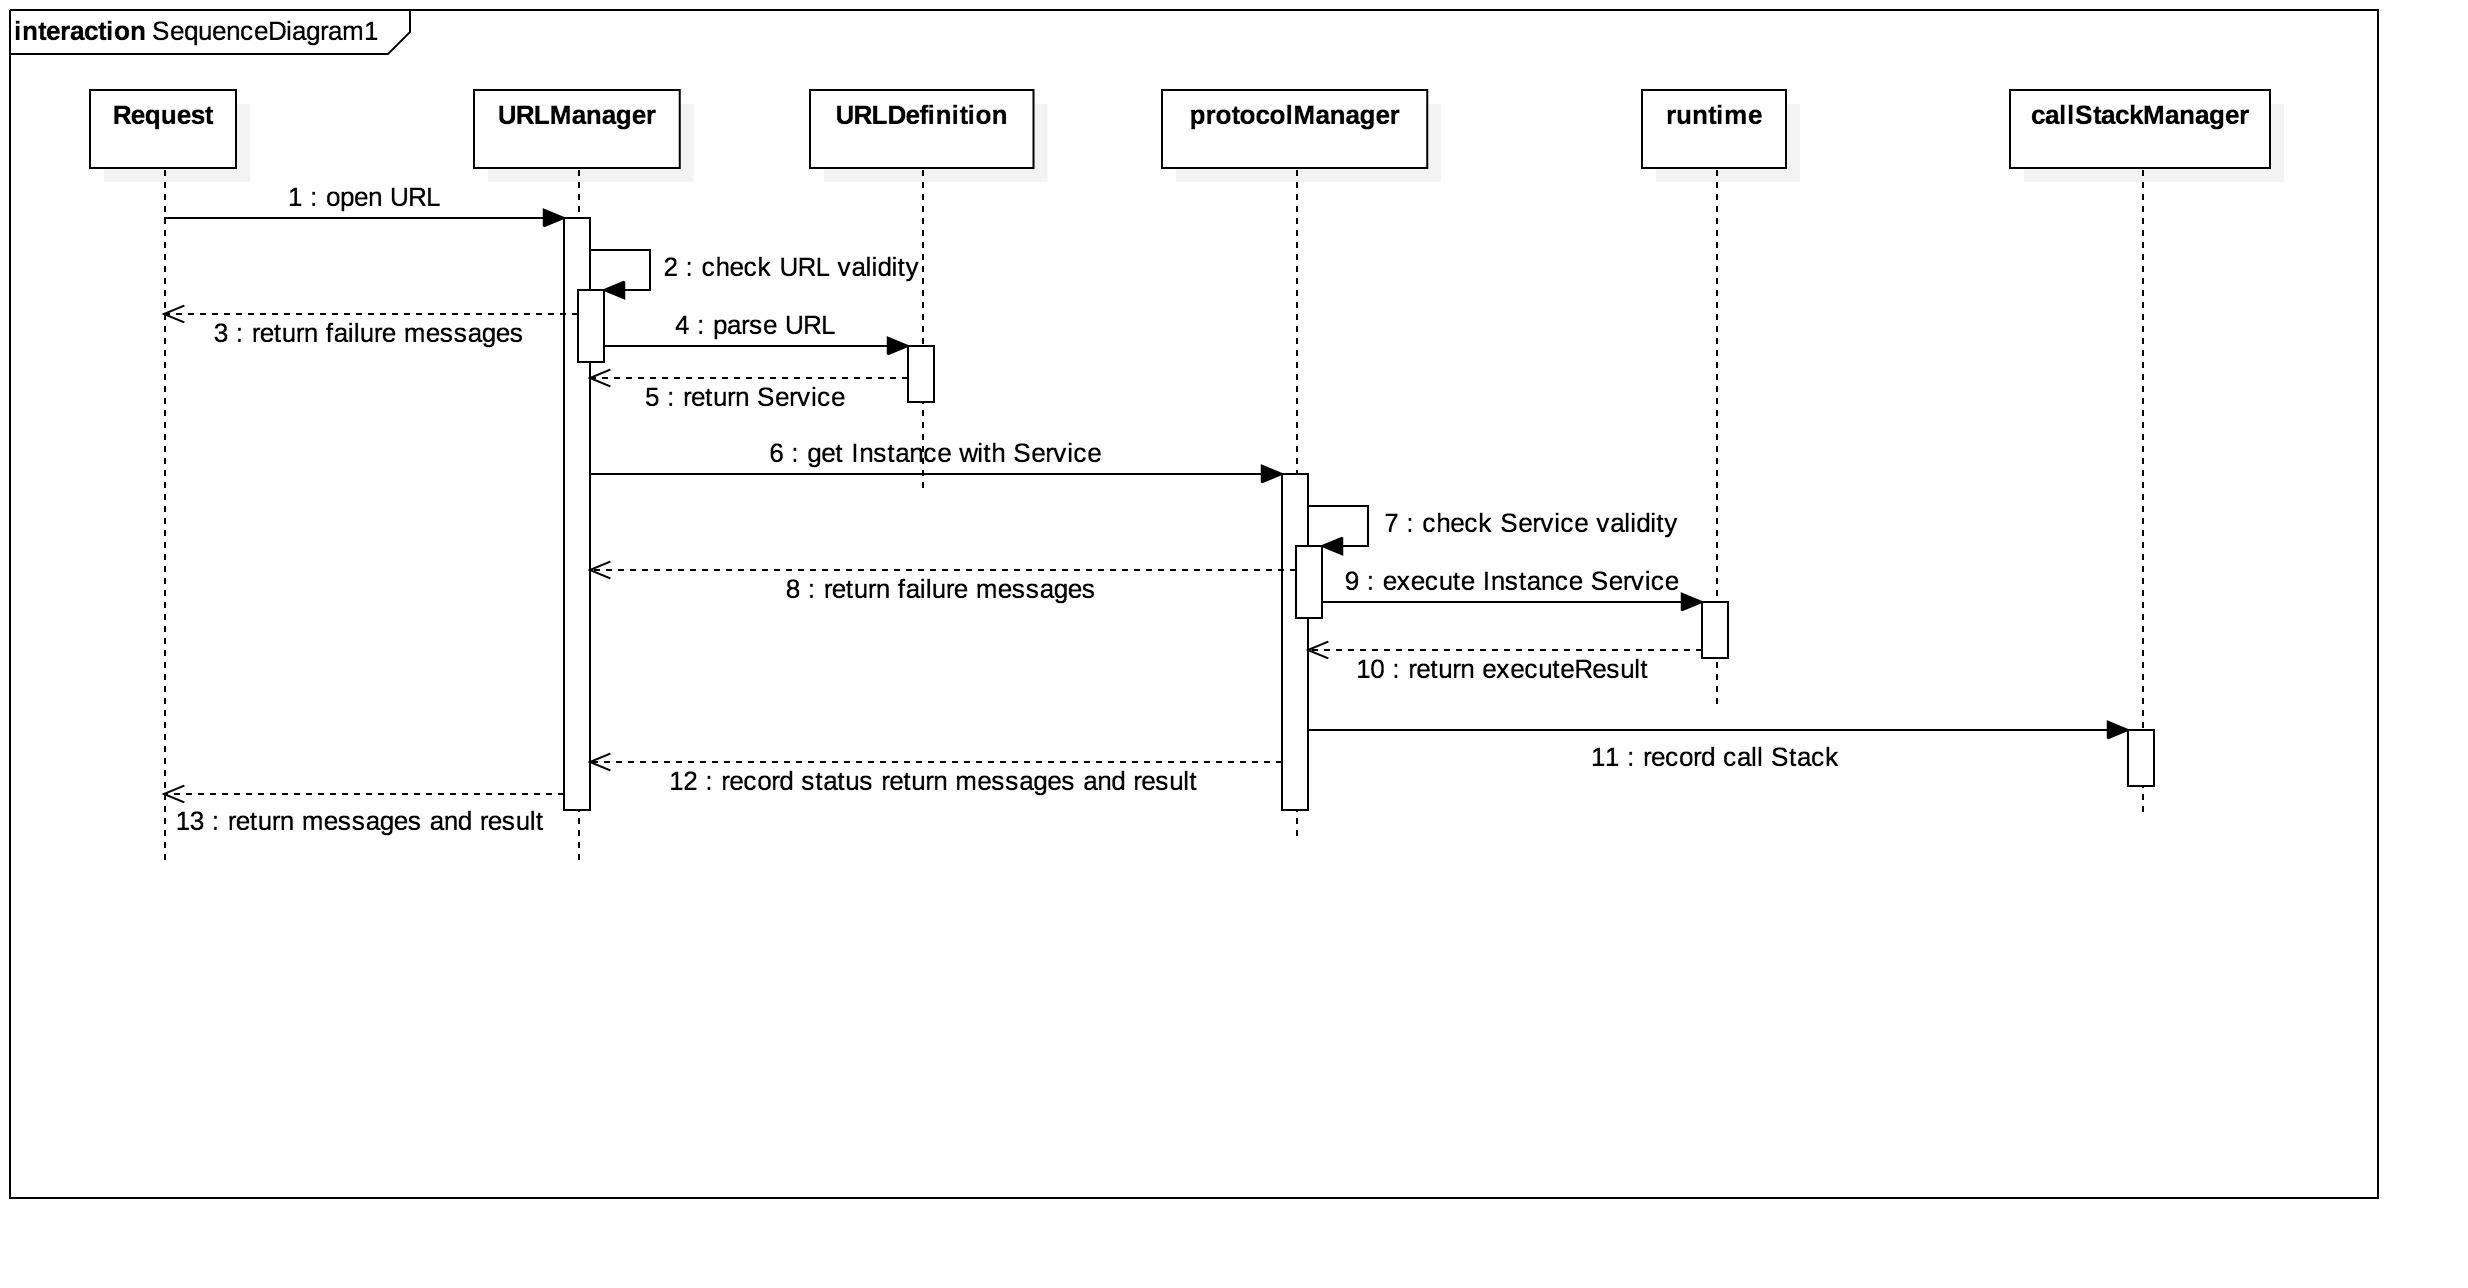 interaction SequenceDiagram1
Request
URLManager
URLDefinition
protocolManager
runtime
callStackManager
1 : open URL
2 : check URL validity
3 : return failure messages
4 : parse URL
5 : return Service
6 : get Instance with Service
7 : check Service validity
8 : return failure messages
9 : execute Instance Service
10 : return executeResult
11 : record call Stack
12 : record status return messages and result
13 : return messages and result